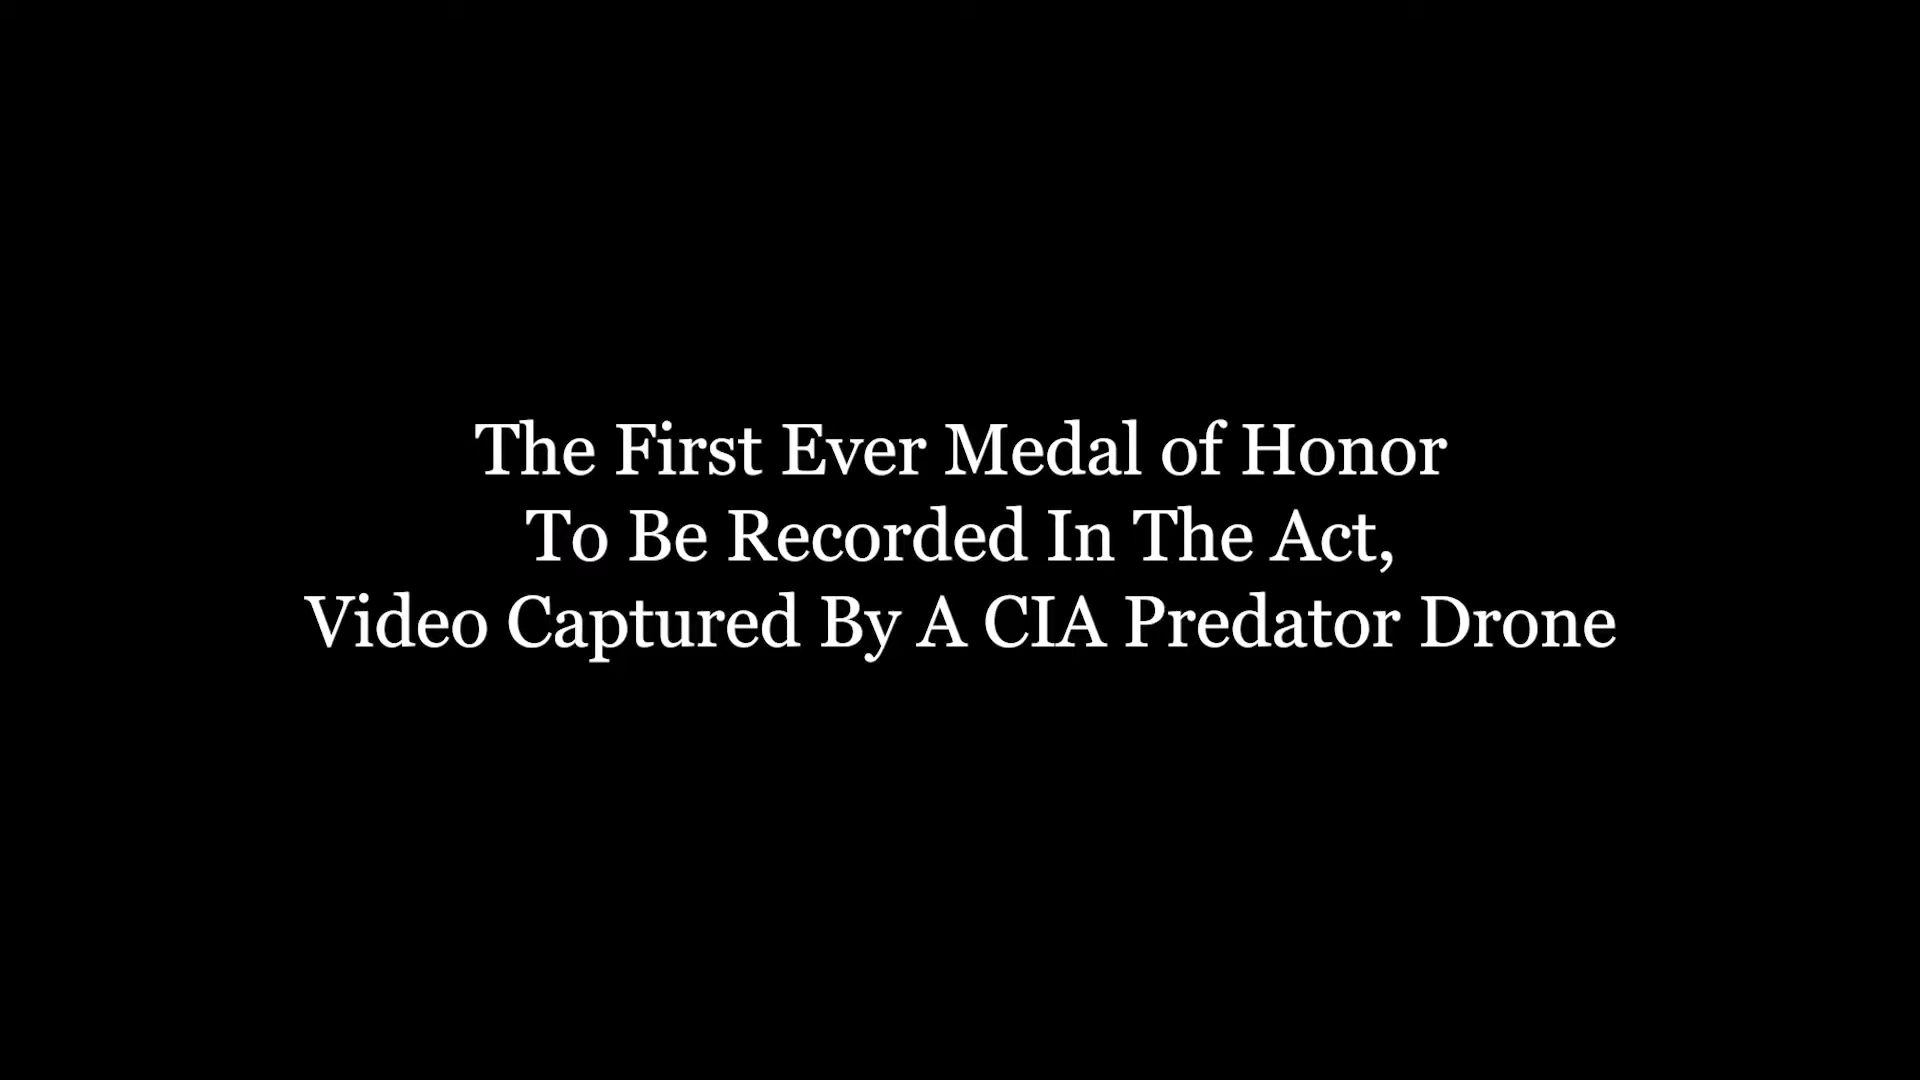 The First Ever Medal of Honor
To Be Recorded In The Act,
Video Captured By A CIA Predator Drone